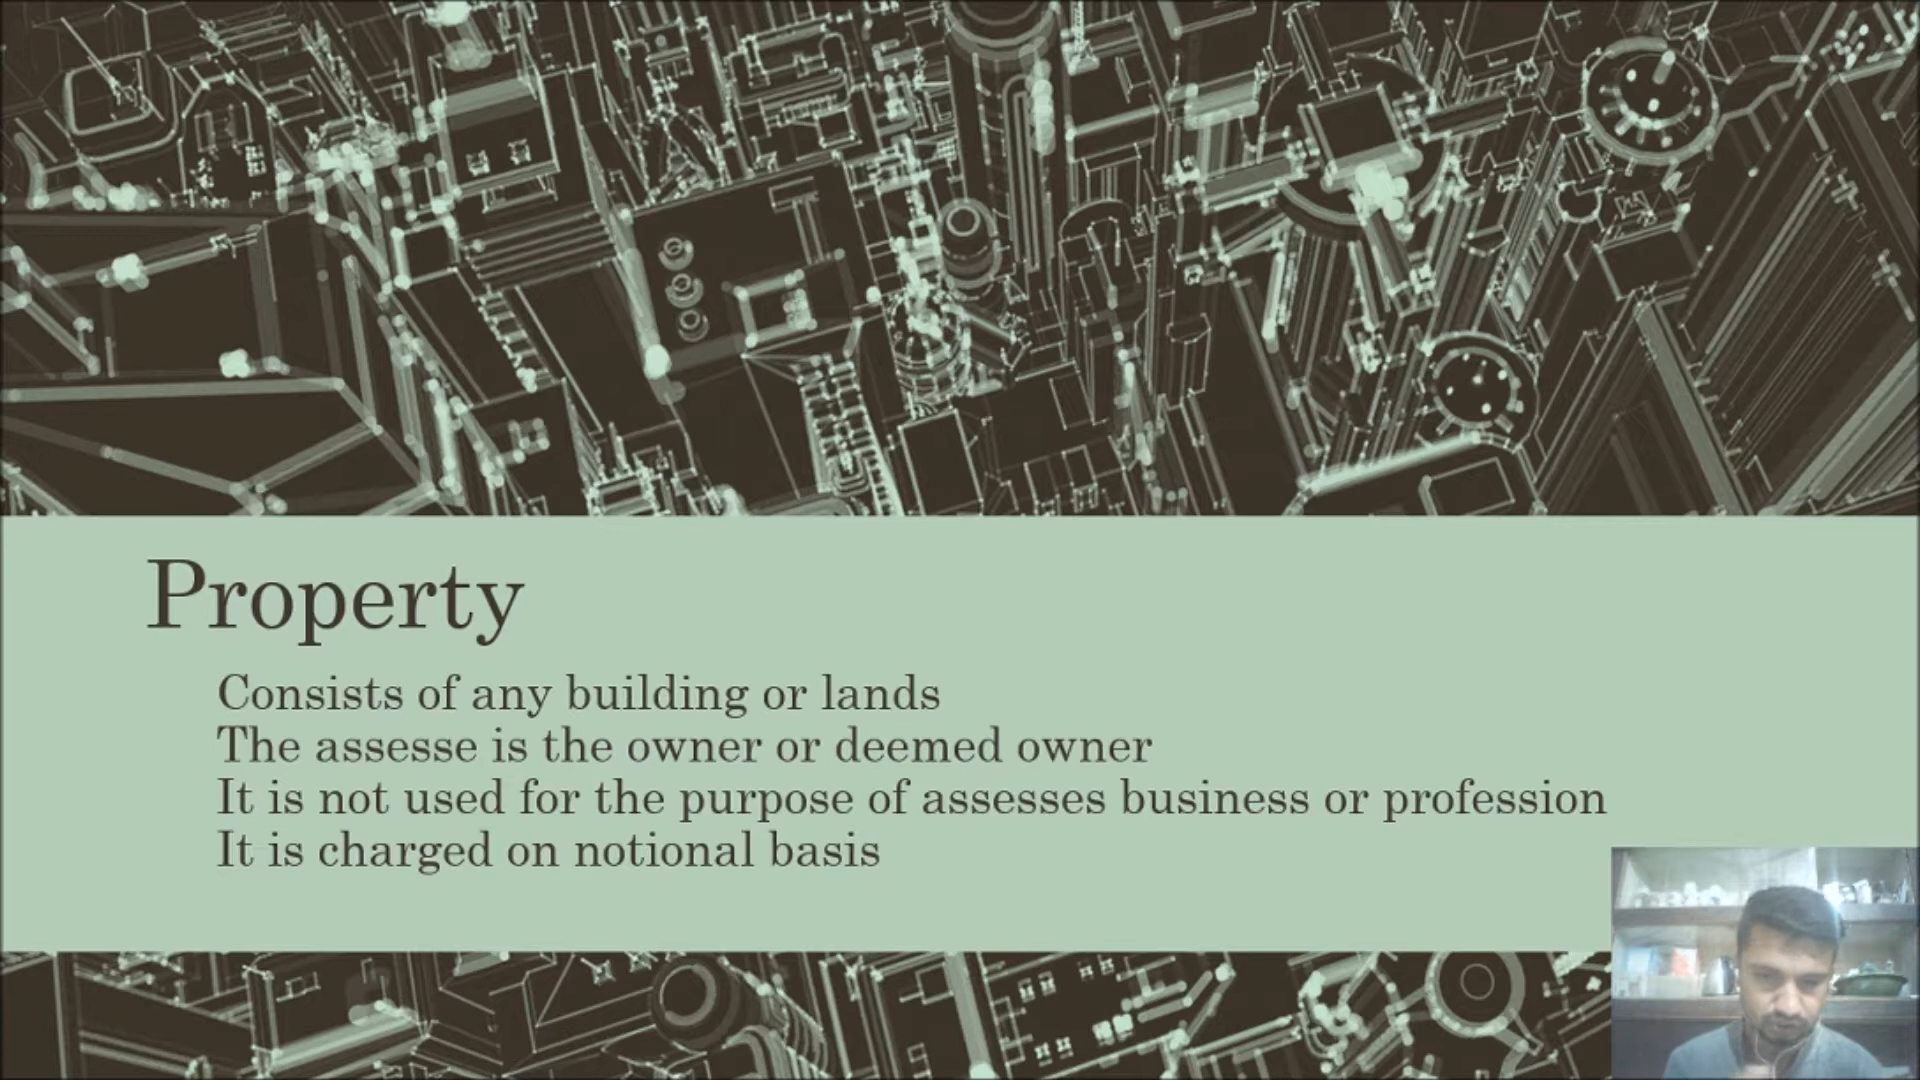 Property
Consists of any building or lands
The assesse is the owner or deemed owner
It is not used for the purpose of assesses business or profession
It is charged on notional basis